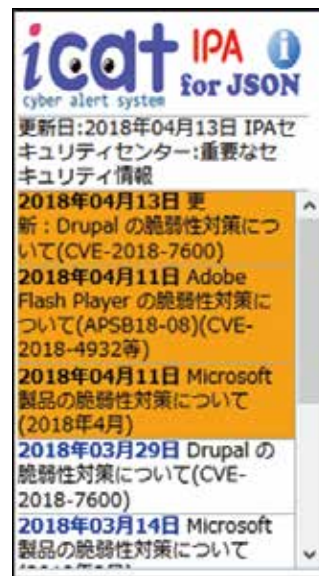 icat IPA
cyber alert system for JSON
更新日:2018年04月13日 IPAセ
キュリティセンター:重要なセ
キュリティ情報
2018年04月13日 更
新：Drupal の脆弱性対策につ
いて(CVE-2018-7600)
2018年04月11日 Adobe
Flash Player の脆弱性対策に
ついて(APSB18-08)(CVE-
2018-4932等)
2018年04月11日 Microsoft
製品の脆弱性対策について
(2018年4月)
2018年03月29日 Drupal の
脆弱性対策について(CVE-
2018-7600)
2018年03月14日 Microsoft
製品の脆弱性対策について